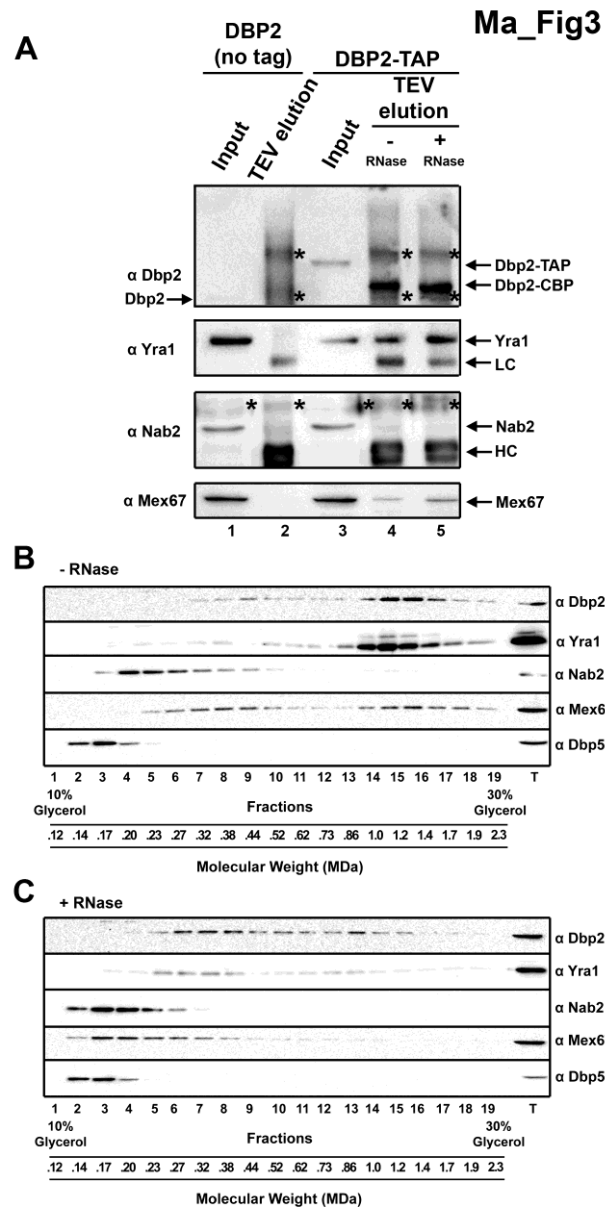 Ma_Fig3
A
DBP2
(no tag)
DBP2-TAP
TEV
elution
Input
TEV elution
Input
- +
RNase RNase
α Dbp2
Dbp2
* * * * * *
Dbp2-TAP
Dbp2-CBP
α Yra1
Yra1
LC
α Nab2
* * * * *
Nab2
HC
α Mex67
Mex67
1 2 3 4 5
B
- RNase
α Dbp2
α Yra1
α Nab2
α Mex6
α Dbp5
1 2 3 4 5 6 7 8 9 10 11 12 13 14 15 16 17 18 19 T
10%
Glycerol
Fractions
30%
Glycerol
.12 .14 .17 .20 .23 .27 .32 .38 .44 .52 .62 .73 .86 1.0 1.2 1.4 1.7 1.9 2.3
Molecular Weight (MDa)
C
+ RNase
α Dbp2
α Yra1
α Nab2
α Mex6
α Dbp5
1 2 3 4 5 6 7 8 9 10 11 12 13 14 15 16 17 18 19 T
10%
Glycerol
Fractions
30%
Glycerol
.12 .14 .17 .20 .23 .27 .32 .38 .44 .52 .62 .73 .86 1.0 1.2 1.4 1.7 1.9 2.3
Molecular Weight (MDa)